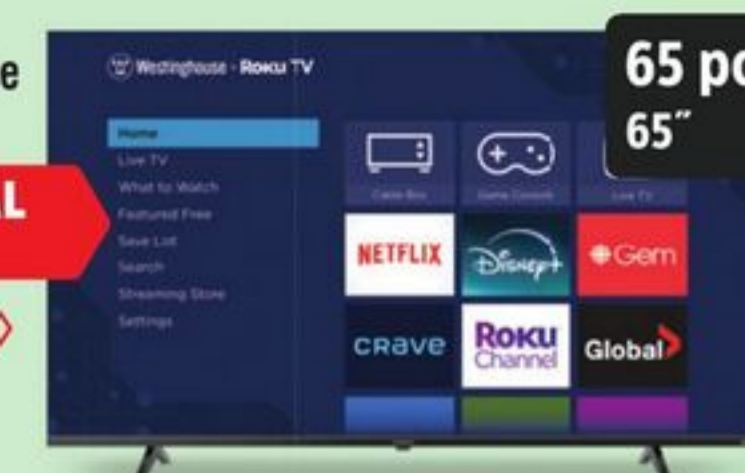 e
Westinghouse · Roku TV
65 po
65"
AL
Home
Live TV
What to Watch
Featured Free
Save List
Search
Streaming Store
Settings
Cable Box
Game Console
Live TV
NETFLIX
Disney+
Gem
crave
Roku
Channel
Global